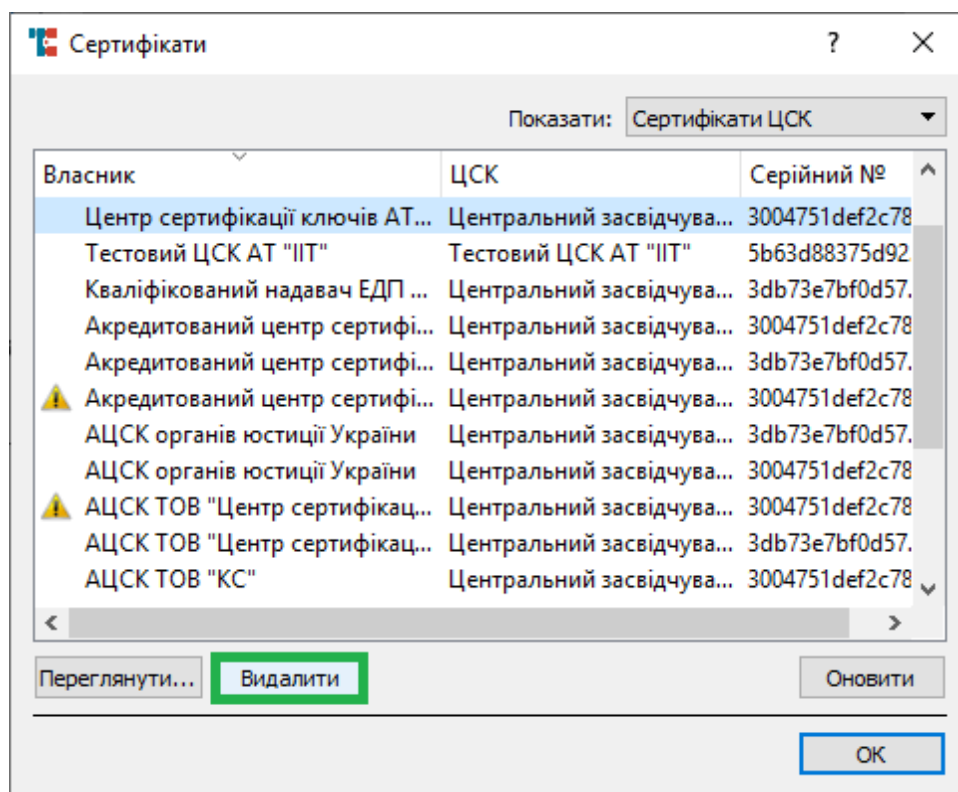 Сертифікати
?
Показати: Сертифікати ЦСК
Власник ЦСК Серійний №
Центр сертифікації ключів АТ... Центральний засвідчува... 3004751def2c78
Тестовий ЦСК АТ "ІІТ" Тестовий ЦСК АТ "ІІТ" 5b63d88375d92
Кваліфікований надавач ЕДП ... Центральний засвідчува... 3db73e7bf0d57.
Акредитований центр сертифі... Центральний засвідчува... 3004751def2c78
Акредитований центр сертифі... Центральний засвідчува... 3db73e7bf0d57.
Акредитований центр сертифі... Центральний засвідчува... 3004751def2c78
АЦСК органів юстиції України Центральний засвідчува... 3db73e7bf0d57.
АЦСК органів юстиції України Центральний засвідчува... 3004751def2c78
АЦСК ТОВ "Центр сертифікац... Центральний засвідчува... 3004751def2c78
АЦСК ТОВ "Центр сертифікац... Центральний засвідчува... 3db73e7bf0d57.
АЦСК ТОВ "КС" Центральний засвідчува... 3004751def2c78
Переглянути... Видалити Оновити
ОК